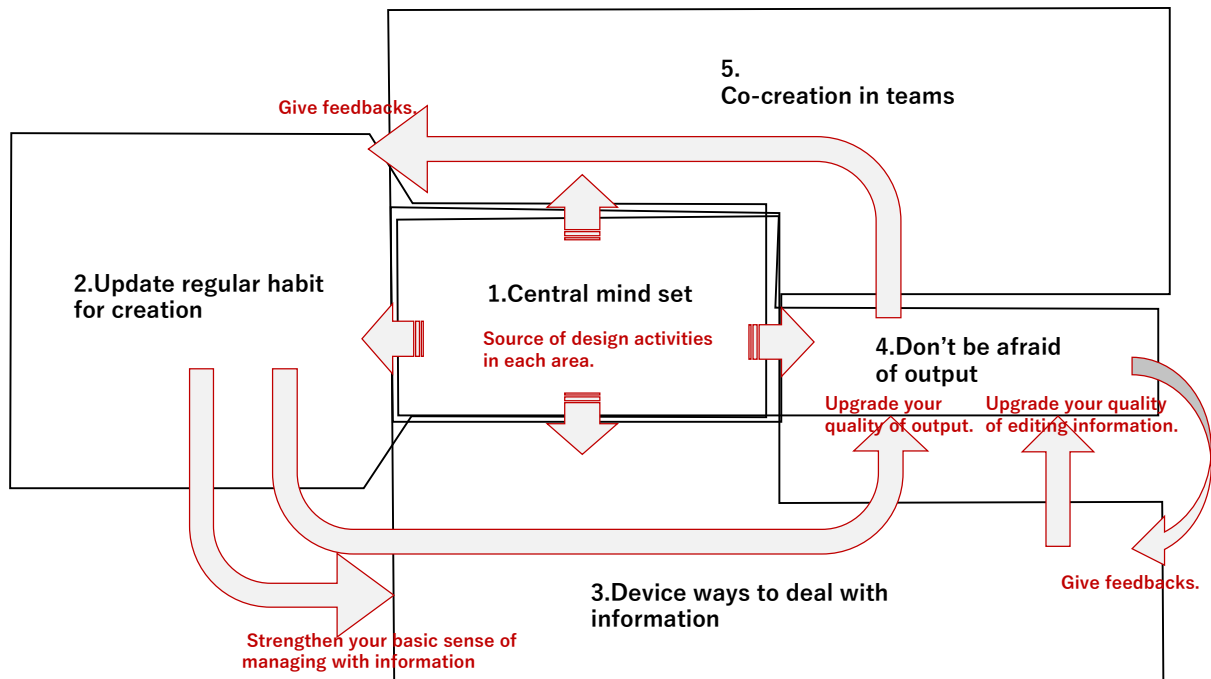 5.
Co-creation in teams
Give feedbacks.
2.Update regular habit
for creation
1.Central mind set
Source of design activities
in each area.
4.Don’t be afraid
of output
Upgrade your
quality of output.
Upgrade your quality
of editing information.
3.Device ways to deal with
information
Give feedbacks.
Strengthen your basic sense of
managing with information